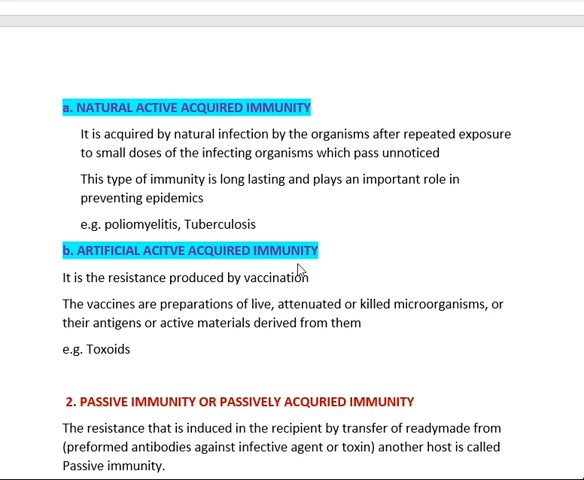 a. NATURAL ACTIVE ACQUIRED IMMUNITY
It is acquired by natural infection by the organisms after repeated exposure
to small doses of the infecting organisms which pass unnoticed
This type of immunity is long lasting and plays an important role in
preventing epidemics
e.g. poliomyelitis, Tuberculosis
b. ARTIFICIAL ACITVE ACQUIRED IMMUNITY
It is the resistance produced by vaccination
The vaccines are preparations of live, attenuated or killed microorganisms, or
their antigens or active materials derived from them
e.g. Toxoids
2. PASSIVE IMMUNITY OR PASSIVELY ACQURIED IMMUNITY
The resistance that is induced in the recipient by transfer of readymade from
(preformed antibodies against infective agent or toxin) another host is called
Passive immunity.